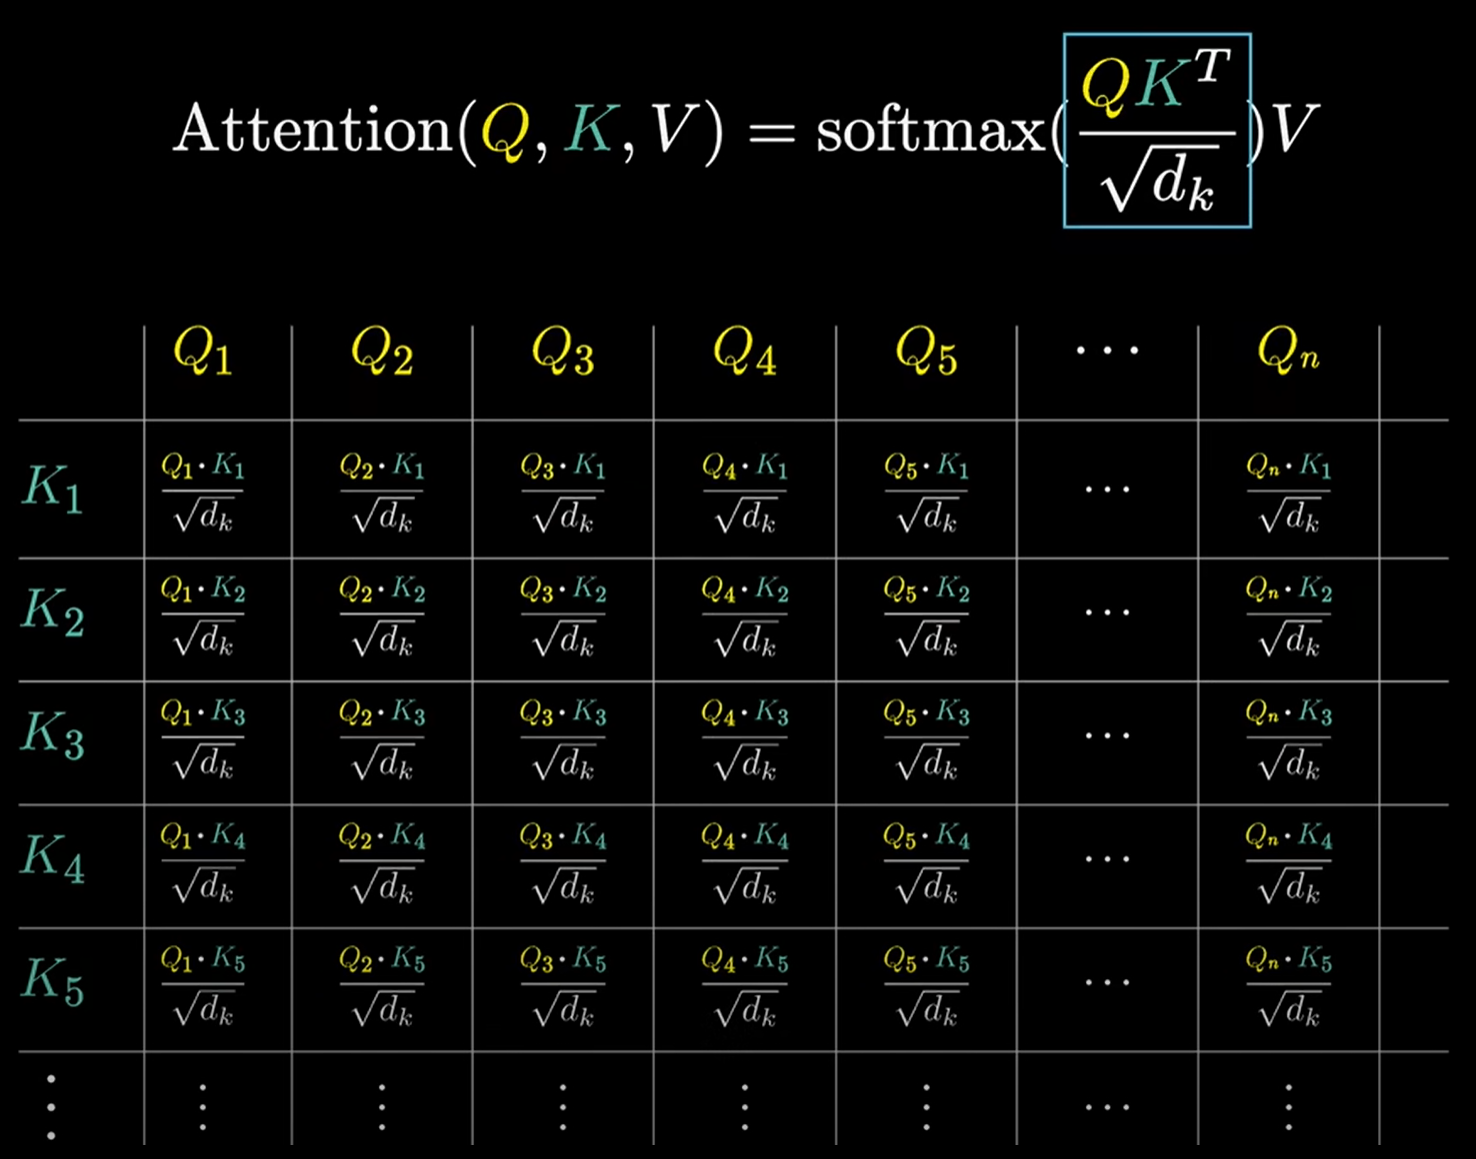 Attention(Q, K, V) = softmax(QK^T/√d_k)V
Q₁ Q₂ Q₃ Q₄ Q₅ ⋯ Qₙ
K₁ Q₁·K₁/√d_k Q₂·K₁/√d_k Q₃·K₁/√d_k Q₄·K₁/√d_k Q₅·K₁/√d_k ⋯ Qₙ·K₁/√d_k
K₂ Q₁·K₂/√d_k Q₂·K₂/√d_k Q₃·K₂/√d_k Q₄·K₂/√d_k Q₅·K₂/√d_k ⋯ Qₙ·K₂/√d_k
K₃ Q₁·K₃/√d_k Q₂·K₃/√d_k Q₃·K₃/√d_k Q₄·K₃/√d_k Q₅·K₃/√d_k ⋯ Qₙ·K₃/√d_k
K₄ Q₁·K₄/√d_k Q₂·K₄/√d_k Q₃·K₄/√d_k Q₄·K₄/√d_k Q₅·K₄/√d_k ⋯ Qₙ·K₄/√d_k
K₅ Q₁·K₅/√d_k Q₂·K₅/√d_k Q₃·K₅/√d_k Q₄·K₅/√d_k Q₅·K₅/√d_k ⋯ Qₙ·K₅/√d_k
⋮ ⋮ ⋮ ⋮ ⋮ ⋮ ⋯ ⋮